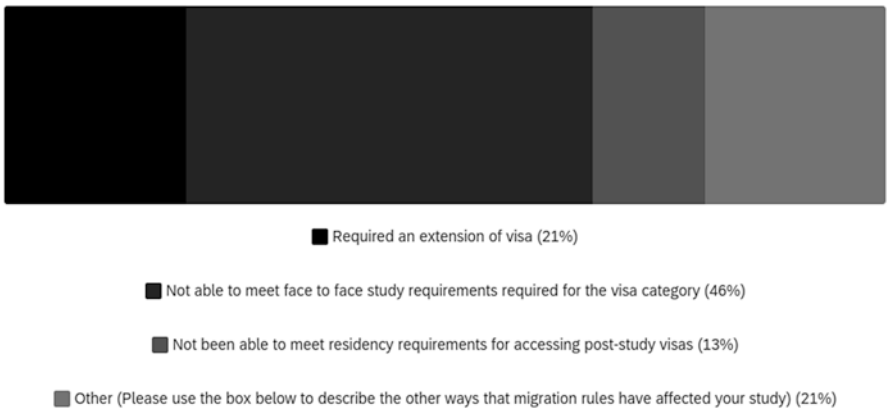 Required an extension of visa (21%)
Not able to meet face to face study requirements required for the visa category (46%)
Not been able to meet residency requirements for accessing post-study visas (13%)
Other (Please use the box below to describe the other ways that migration rules have affected your study) (21%)